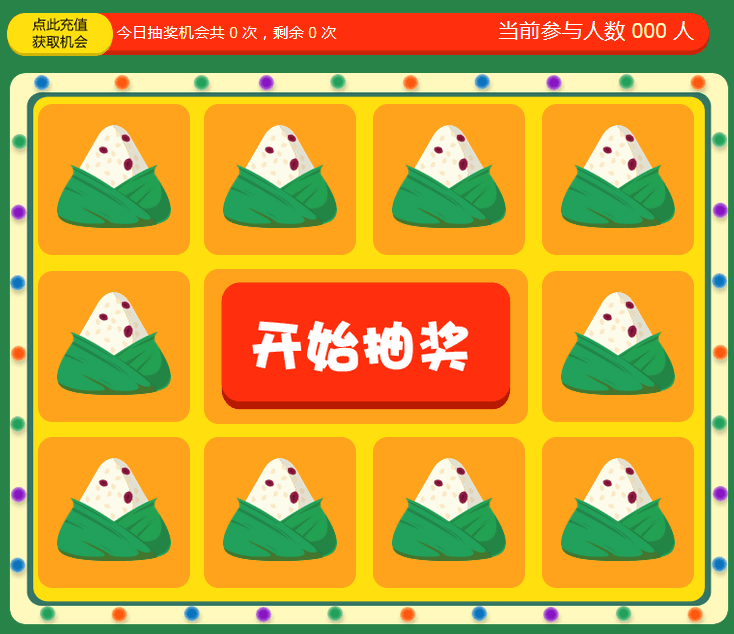 点此充值
获取机会
今日抽奖机会共 0 次，剩余 0 次
当前参与人数 000 人
开始抽奖